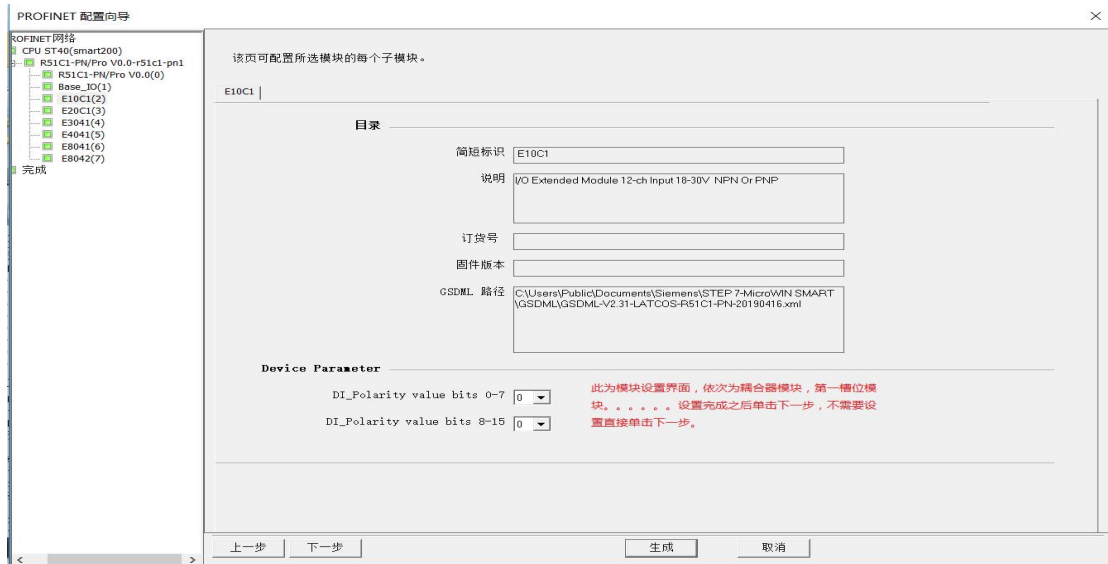 PROFINET 配置向导
ROFINET网络
CPU ST40(smart200)
R51C1-PN/Pro V0.0-r51c1-pn1
R51C1-PN/Pro V0.0(0)
Base_IO(1)
E10C1(2)
E20C1(3)
E3041(4)
E4041(5)
E8041(6)
E8042(7)
完成
该页可配置所选模块的每个子模块。
E10C1
目录
简短标识 E10C1
说明 I/O Extended Module 12-ch Input 18-30V NPN Or PNP
订货号
固件版本
GSDML 路径 C:\Users\Public\Documents\Siemens\STEP 7-MicroWIN SMART
\GSDML\GSDML-V2.31-LATCOS-R51C1-PN-20190416.xml
Device Parameter
DI_Polarity value bits 0-7 0
DI_Polarity value bits 8-15 0
此为模块设置界面，依次为耦合器模块，第一槽位模
块。。。。。。设置完成之后单击下一步，不需要设
置直接单击下一步。
上一步 下一步 生成 取消